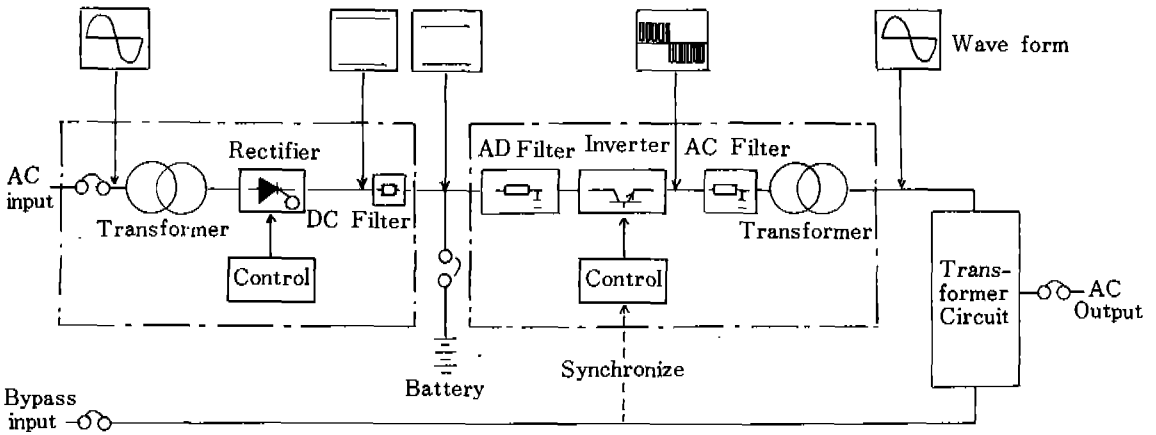 Wave form
AC
input
Transformer
Rectifier
DC Filter
Control
Battery
AD Filter
Inverter
AC Filter
Transformer
Control
Synchronize
Trans-
former
Circuit
AC
Output
Bypass
input